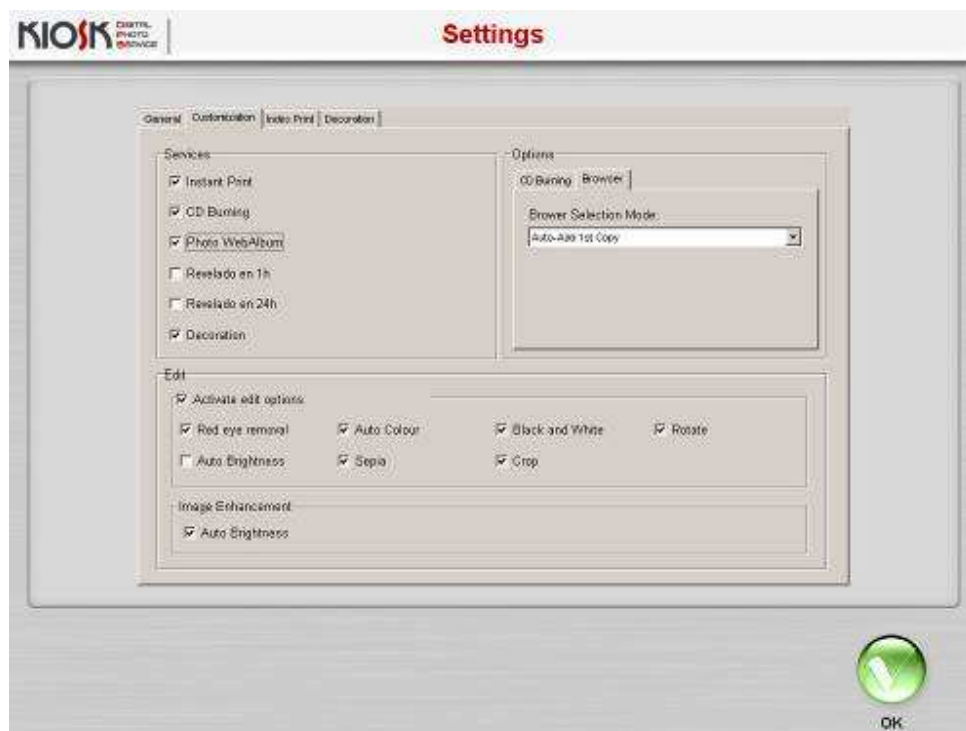 KIOSK DIGITAL PHOTO SERVICE
Settings
General Customization Index Print Decoration
Services
Instant Print
CD Burning
Photo WebAlbum
Revelado en 1h
Revelado en 24h
Decoration
Options
CD Burning Browser
Brower Selection Mode:
Auto-Add 1st Copy
Edit
Activate edit options
Red eye removal Auto Colour Black and White Rotate
Auto Brightness Sepia Crop
Image Enhancement
Auto Brightness
OK